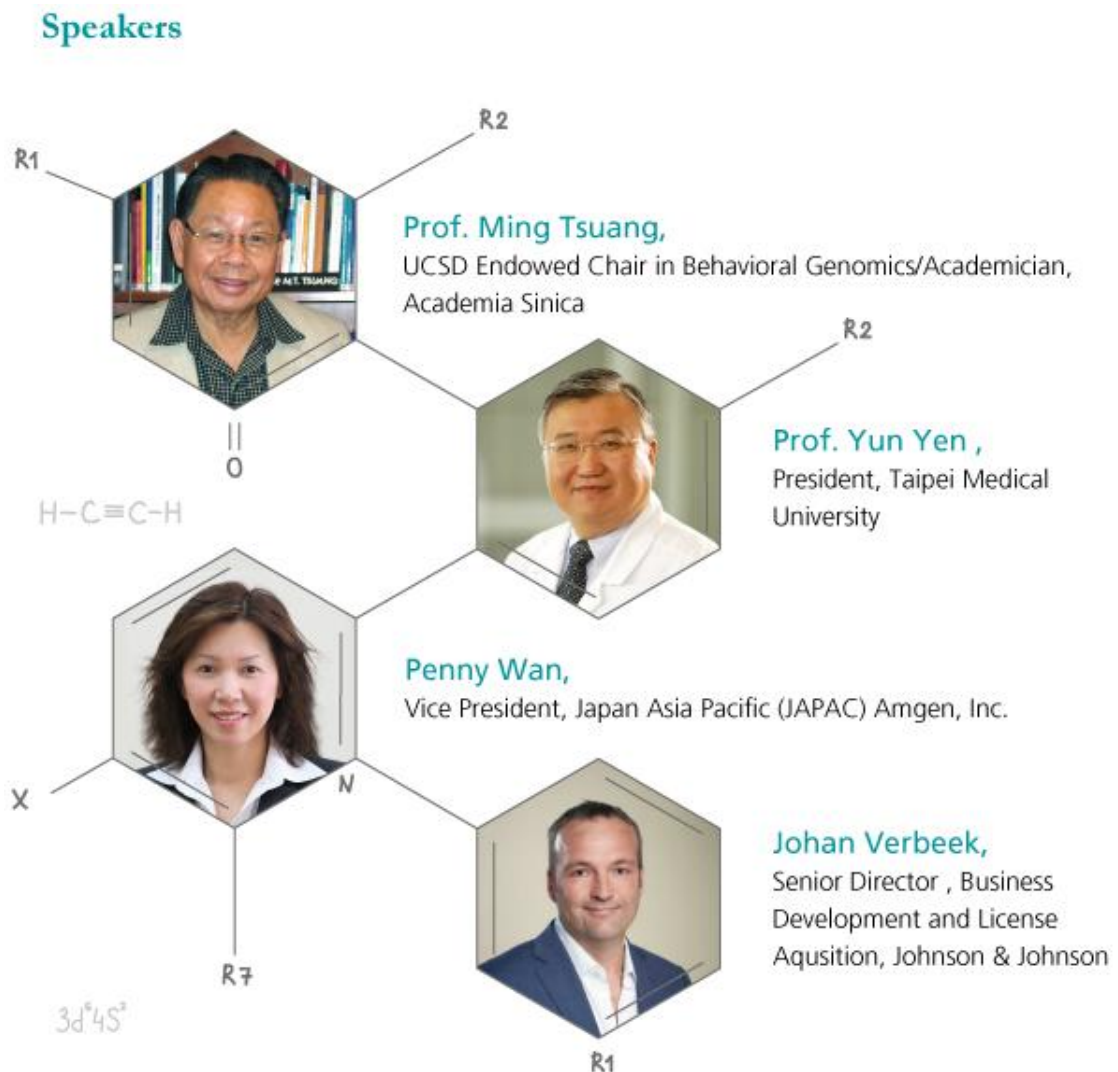 Speakers
R1
R2
Prof. Ming Tsuang,
UCSD Endowed Chair in Behavioral Genomics/Academician,
Academia Sinica
M.T. TSUANG
R2
O
Prof. Yun Yen ,
President, Taipei Medical
University
H-C≡C-H
Penny Wan,
Vice President, Japan Asia Pacific (JAPAC) Amgen, Inc.
X
N
Johan Verbeek,
Senior Director , Business
Development and License
Aqusition, Johnson & Johnson
R7
3d⁶4S²
R1